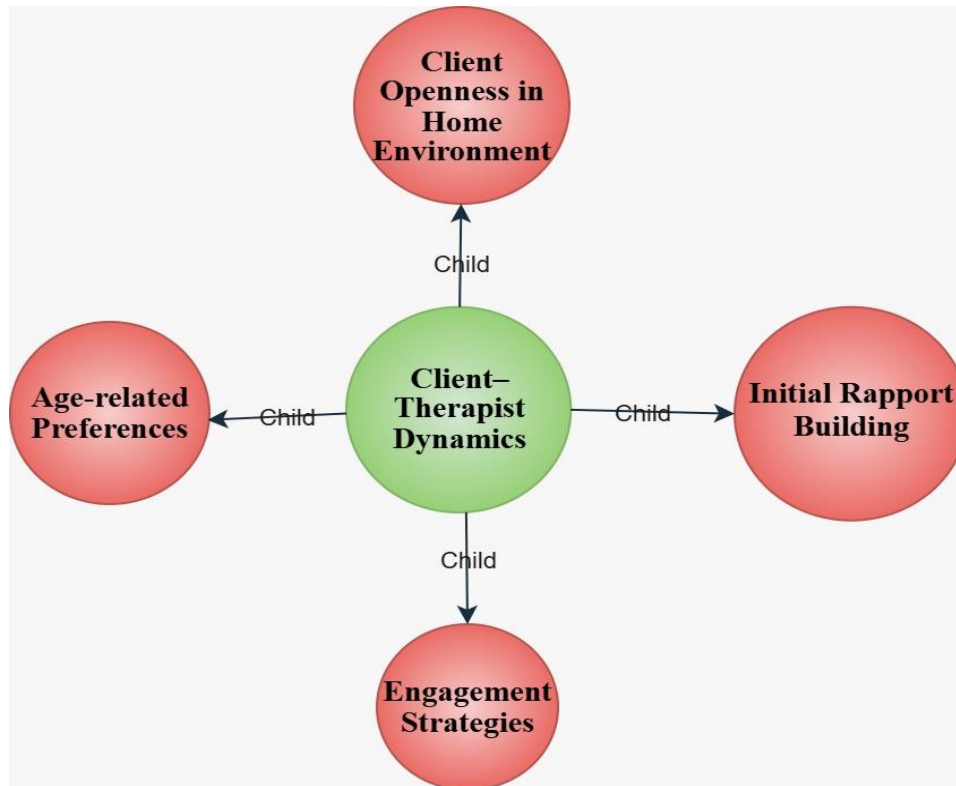 Client
Openness in
Home
Environment
Child
Age-related
Preferences
Child
Client–
Therapist
Dynamics
Child
Initial Rapport
Building
Child
Engagement
Strategies